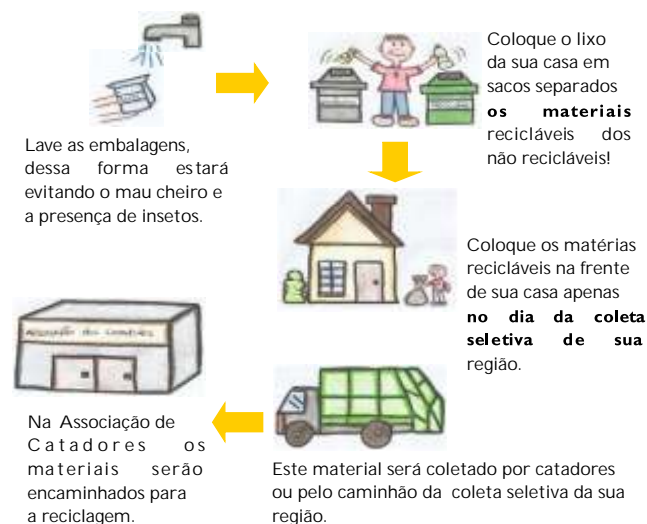 Lave as embalagens,
dessa forma estará
evitando o mau cheiro e
a presença de insetos.
Coloque o lixo
da sua casa em
sacos separados
os materiais
recicláveis dos
não recicláveis!
Coloque os matérias
recicláveis na frente
de sua casa apenas
no dia da coleta
seletiva de sua
região.
Este material será coletado por catadores
ou pelo caminhão da coleta seletiva da sua
região.
Na Associação de
Catadores os
materiais serão
encaminhados para
a reciclagem.